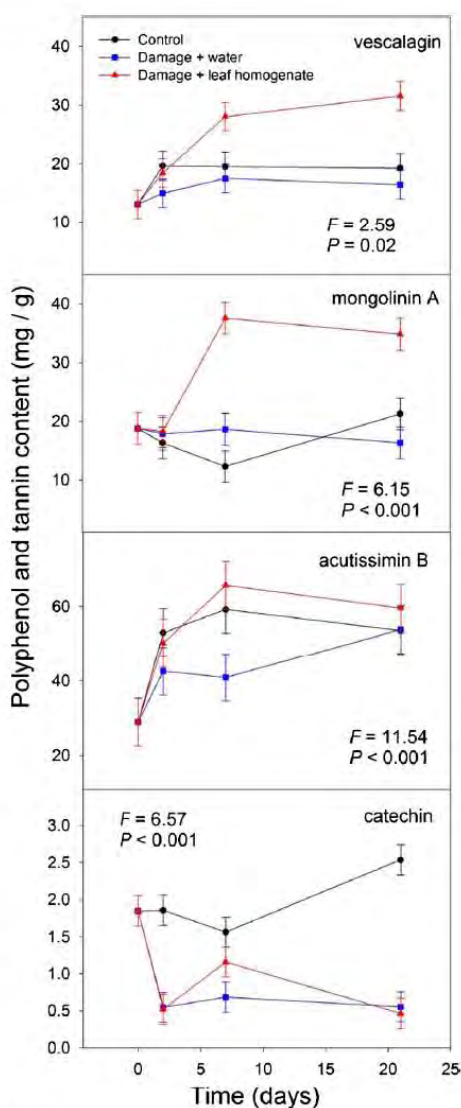 Polyphenol and tannin content (mg / g)
40
30
20
10
Control
Damage + water
Damage + leaf homogenate
vescalagin
F = 2.59
P = 0.02
40
30
20
10
mongolinin A
F = 6.15
P < 0.001
60
40
20
acutissimin B
F = 11.54
P < 0.001
3.0
2.5
2.0
1.5
1.0
0.5
0.0
F = 6.57
P < 0.001
catechin
0 5 10 15 20 25
Time (days)